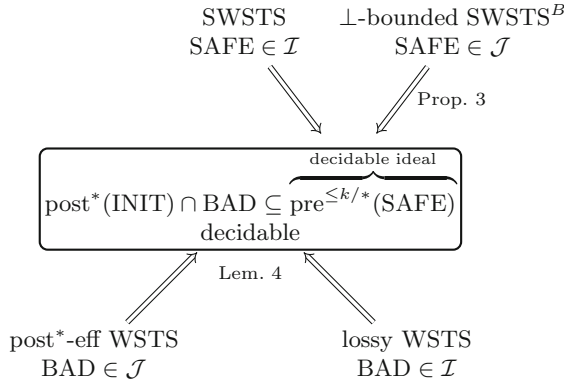 SWSTS
SAFE ∈ ℐ
⊥-bounded SWSTSᴮ
SAFE ∈ 𝒥
Prop. 3
decidable ideal
post*(INIT) ∩ BAD ⊆ pre^{≤k/*}(SAFE)
decidable
Lem. 4
post*-eff WSTS
BAD ∈ 𝒥
lossy WSTS
BAD ∈ ℐ